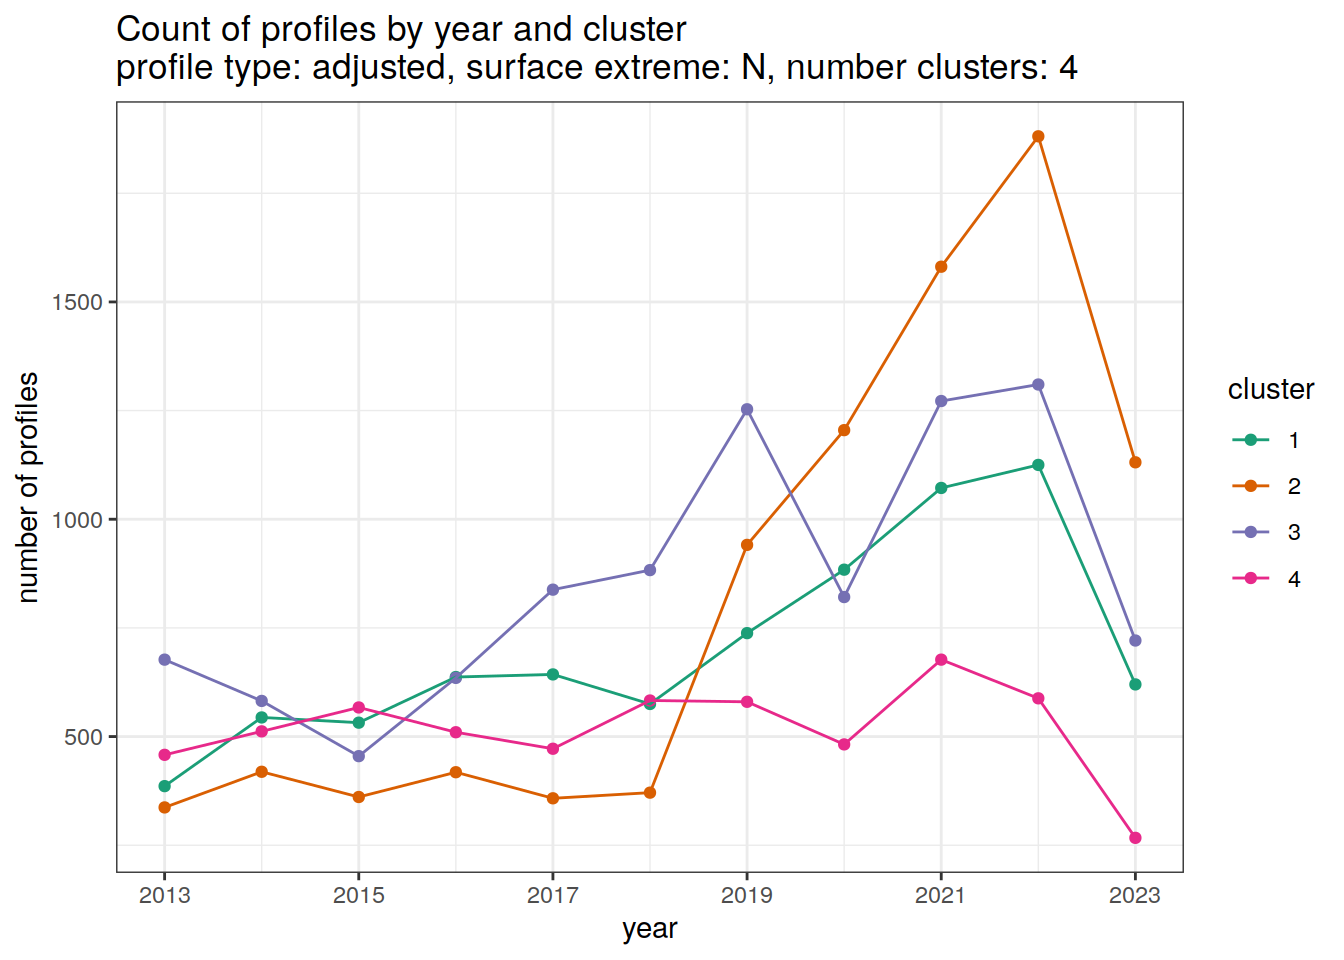 Count of profiles by year and cluster
profile type: adjusted, surface extreme: N, number clusters: 4
number of profiles
1500
1000
500
2013 2015 2017 2019 2021 2023
year
cluster
1
2
3
4